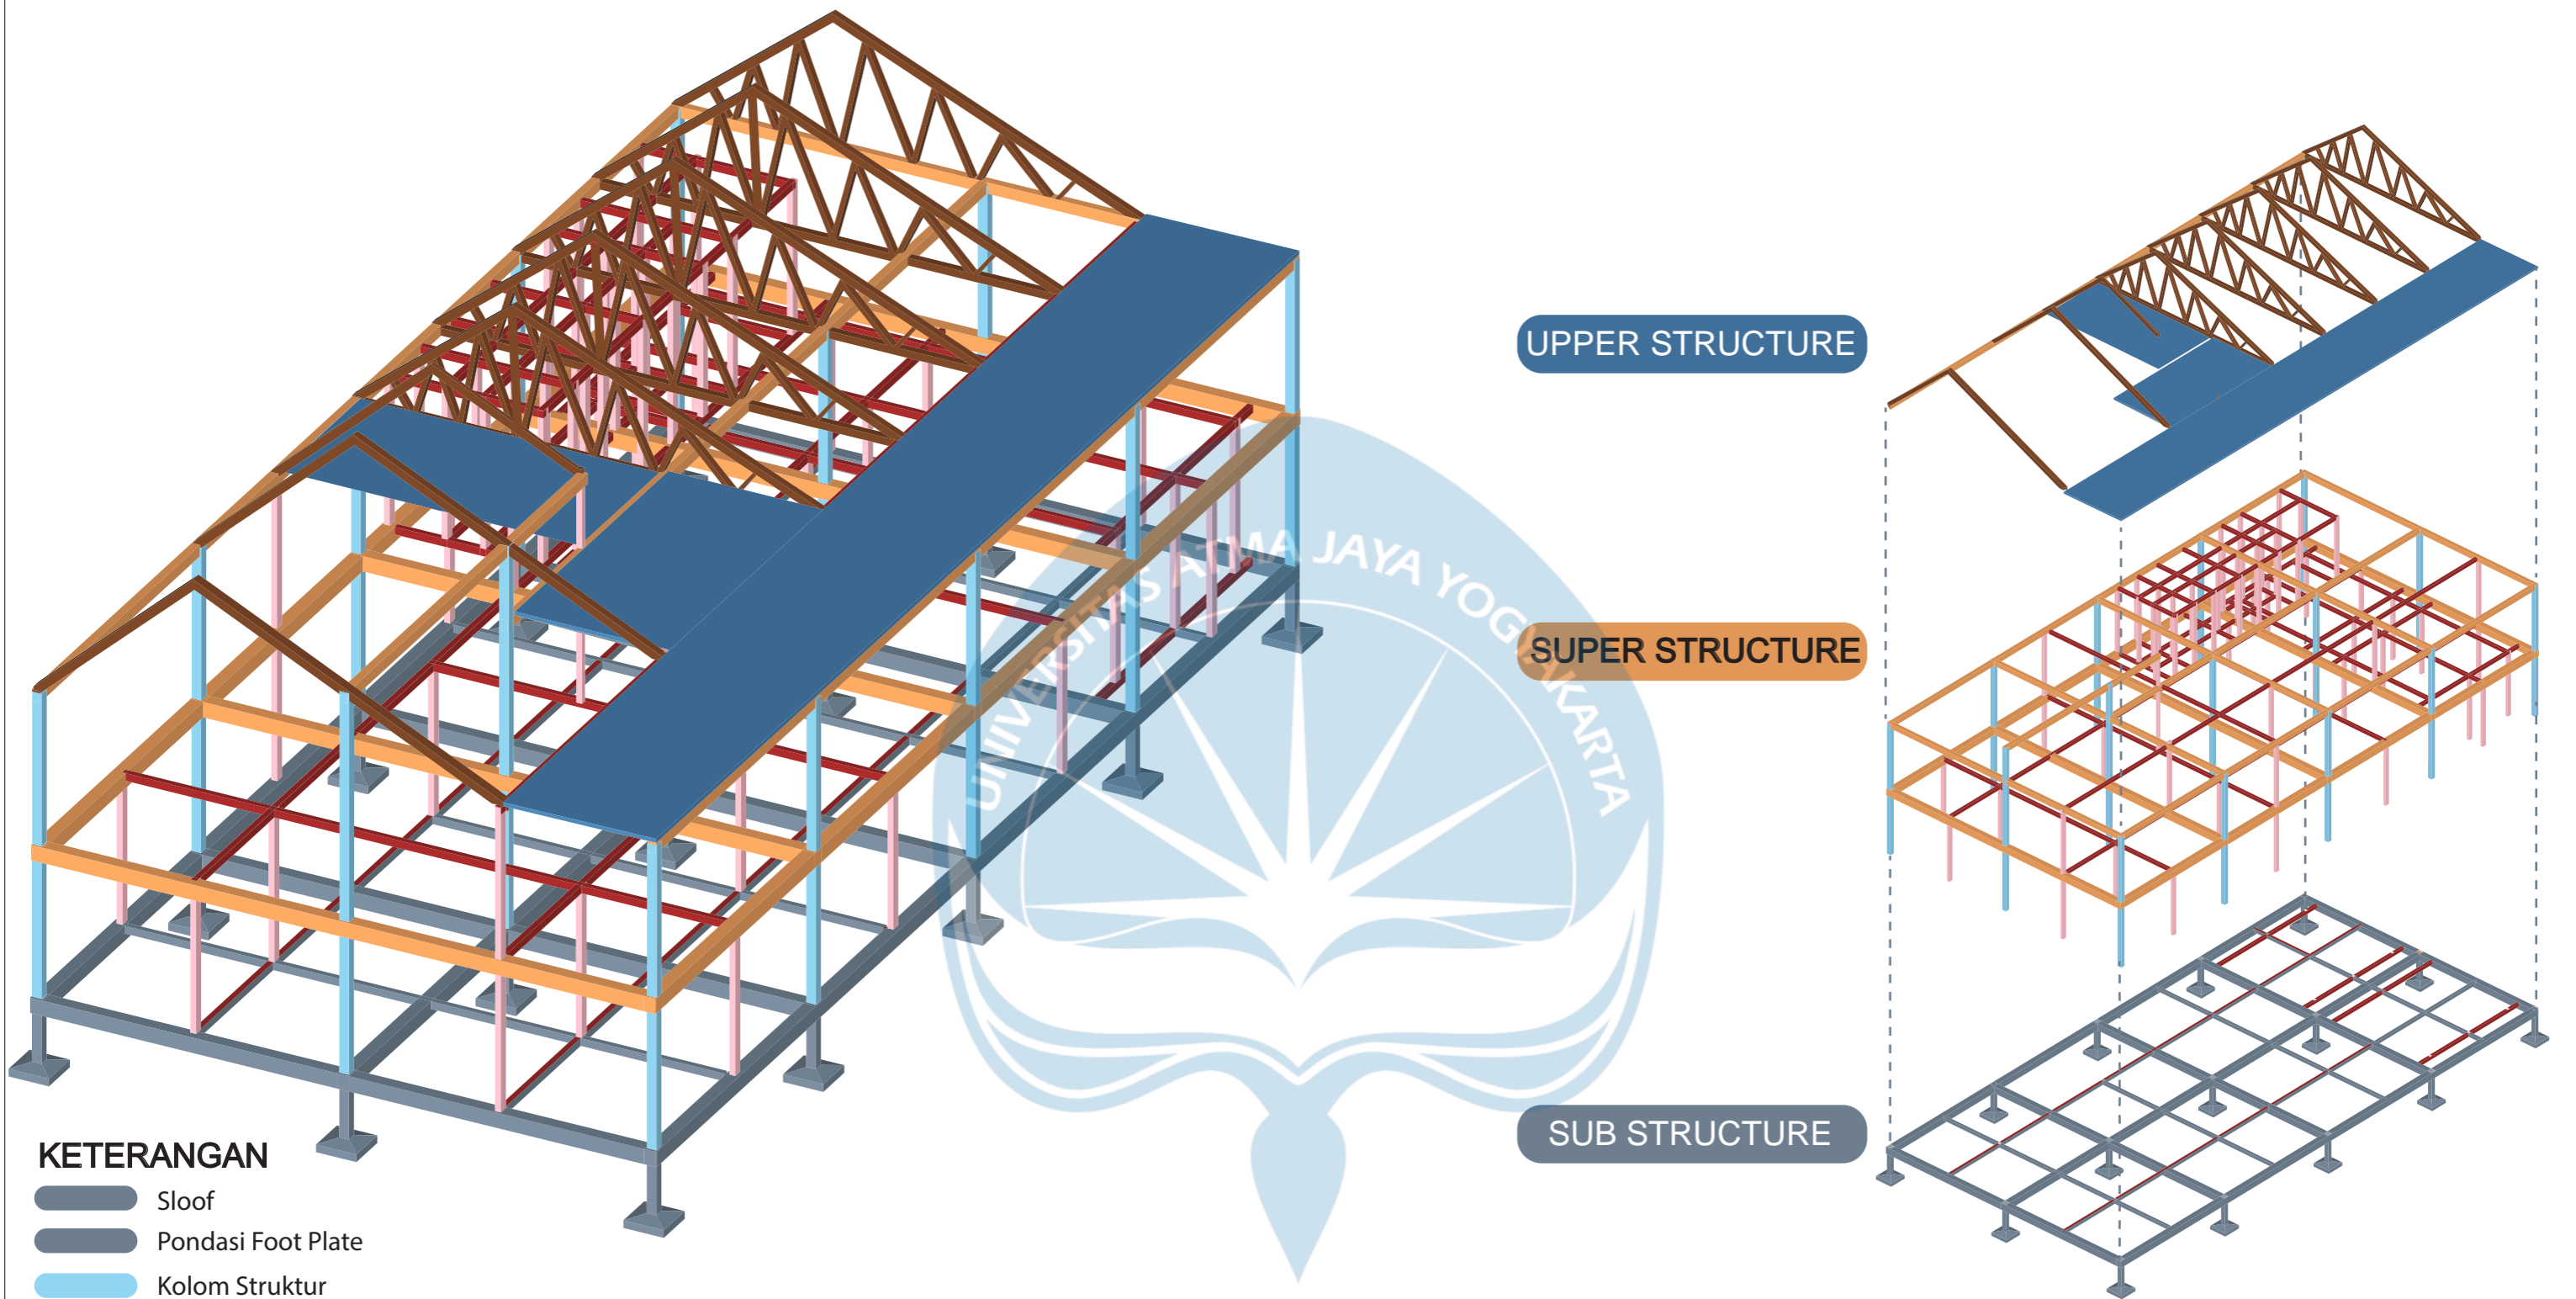 UPPER STRUCTURE
SUPER STRUCTURE
UNIVERSITAS ATMA JAYA YOGYAKARTA
SUB STRUCTURE
KETERANGAN
Sloof
Pondasi Foot Plate
Kolom Struktur